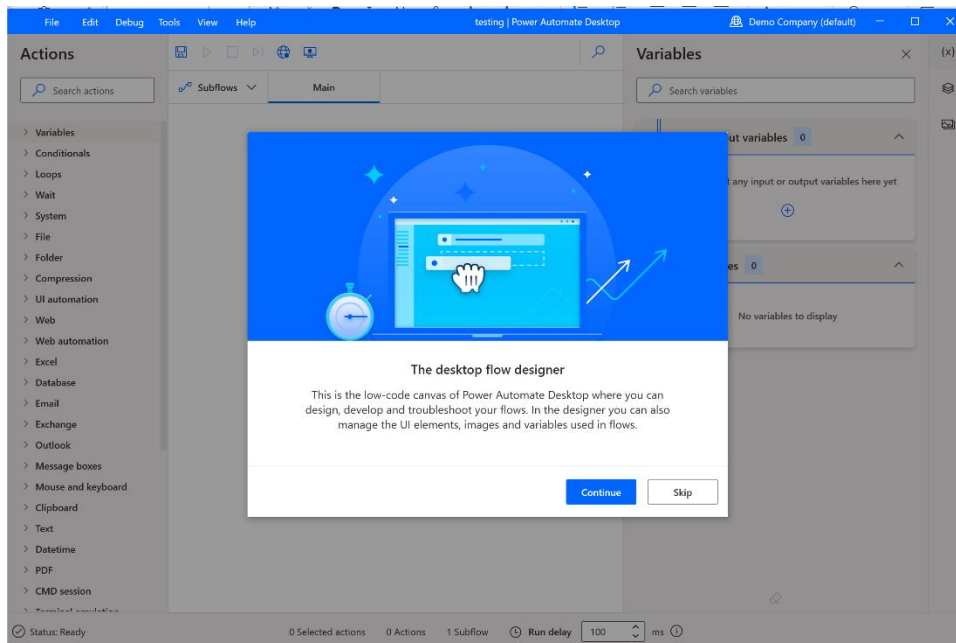 File Edit Debug Tools View Help testing | Power Automate Desktop Demo Company (default)
Actions
Search actions
Variables
Conditionals
Loops
Wait
System
File
Folder
Compression
UI automation
Web
Web automation
Excel
Database
Email
Exchange
Outlook
Message boxes
Mouse and keyboard
Clipboard
Text
Datetime
PDF
CMD session
Subflows Main
The desktop flow designer
This is the low-code canvas of Power Automate Desktop where you can
design, develop and troubleshoot your flows. In the designer you can also
manage the UI elements, images and variables used in flows.
Continue Skip
Variables
{x}
Search variables
variables 0
any input or output variables here yet
0
No variables to display
Status: Ready 0 Selected actions 0 Actions 1 Subflow Run delay 100 ms